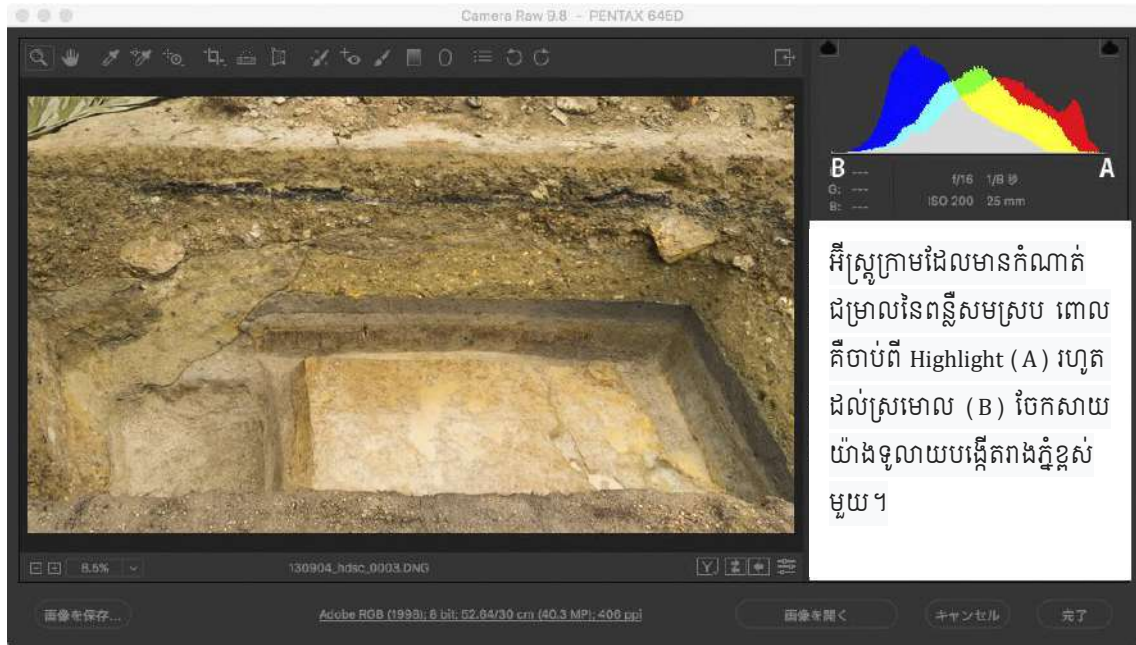 Camera Raw 9.8 - PENTAX 645D
B A
R: ---
G: ---
B: ---
f/16 1/8 秒
ISO 200 25 mm
អ៊ីស្តូក្រាមដែលមានកំណាត់
ជម្រាលនៃពន្លឺសមស្រប ពោល
គឺចាប់ពី Highlight (A) រហូត
ដល់ស្រមោល (B) ចែកសាយ
យ៉ាងទូលាយបង្កើតរាងភ្នំខ្ពស់
មួយ។
8.5% 130904_hdsc_0003.DNG Y
画像を保存... Adobe RGB (1998); 8 bit; 52.64/30 cm (40.3 MP); 406 ppi 画像を開く キャンセル 完了